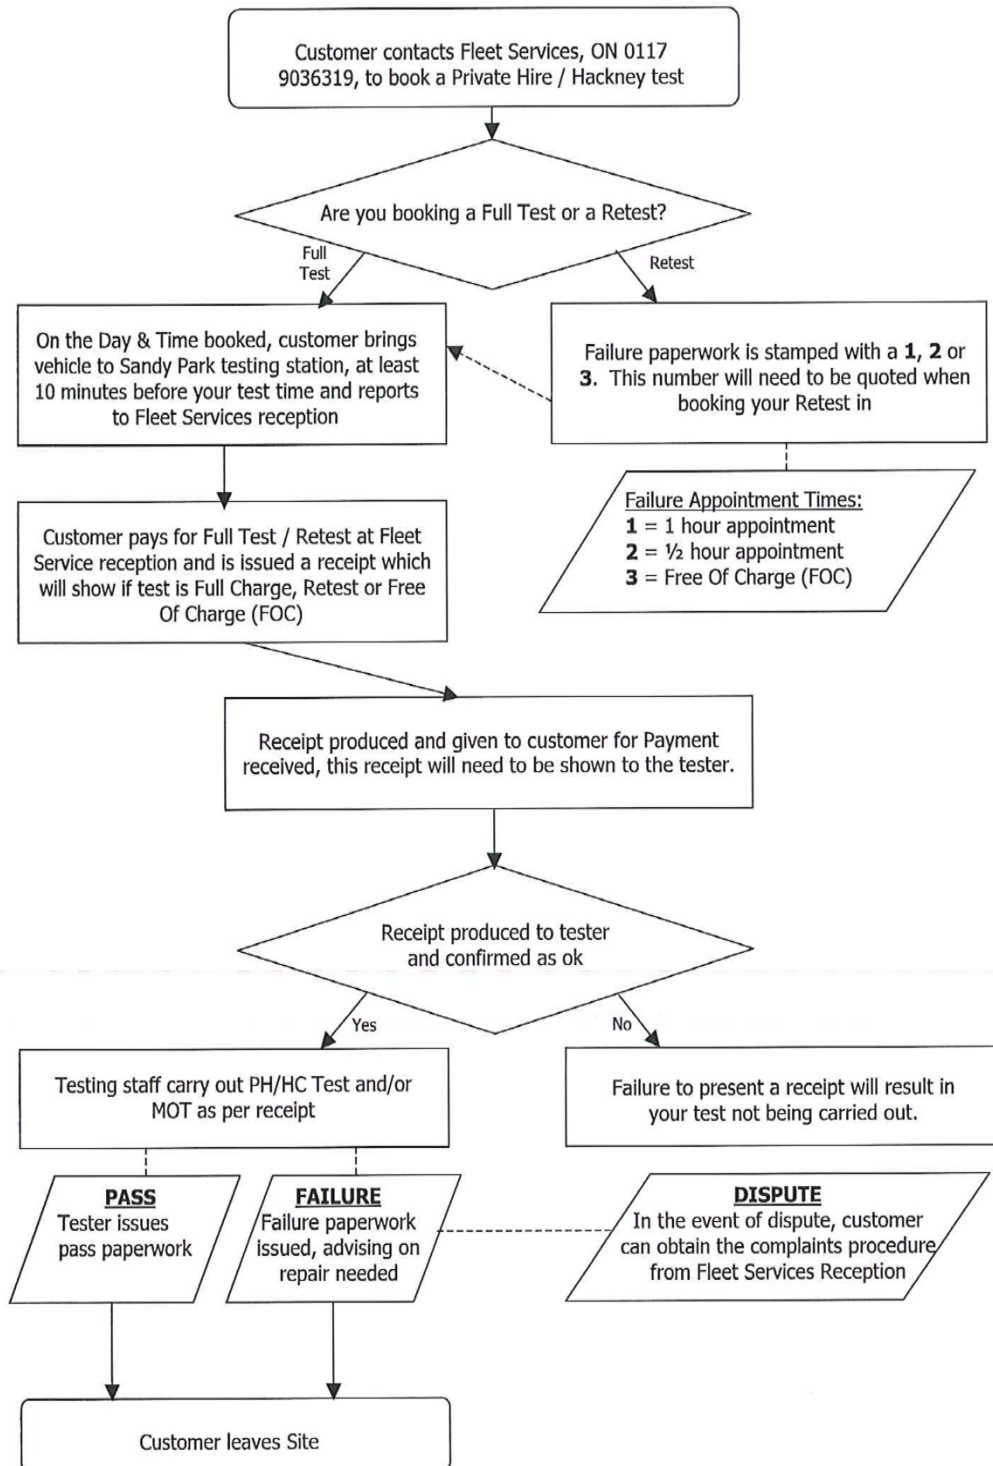 Customer contacts Fleet Services, ON 0117
9036319, to book a Private Hire / Hackney test
Are you booking a Full Test or a Retest?
Full
Test
Retest
On the Day & Time booked, customer brings
vehicle to Sandy Park testing station, at least
10 minutes before your test time and reports
to Fleet Services reception
Failure paperwork is stamped with a 1, 2 or
3. This number will need to be quoted when
booking your Retest in
Failure Appointment Times:
1 = 1 hour appointment
2 = ½ hour appointment
3 = Free Of Charge (FOC)
Customer pays for Full Test / Retest at Fleet
Service reception and is issued a receipt which
will show if test is Full Charge, Retest or Free
Of Charge (FOC)
Receipt produced and given to customer for Payment
received, this receipt will need to be shown to the tester.
Receipt produced to tester
and confirmed as ok
Yes
No
Testing staff carry out PH/HC Test and/or
MOT as per receipt
Failure to present a receipt will result in
your test not being carried out.
PASS
Tester issues
pass paperwork
FAILURE
Failure paperwork
issued, advising on
repair needed
DISPUTE
In the event of dispute, customer
can obtain the complaints procedure
from Fleet Services Reception
Customer leaves Site